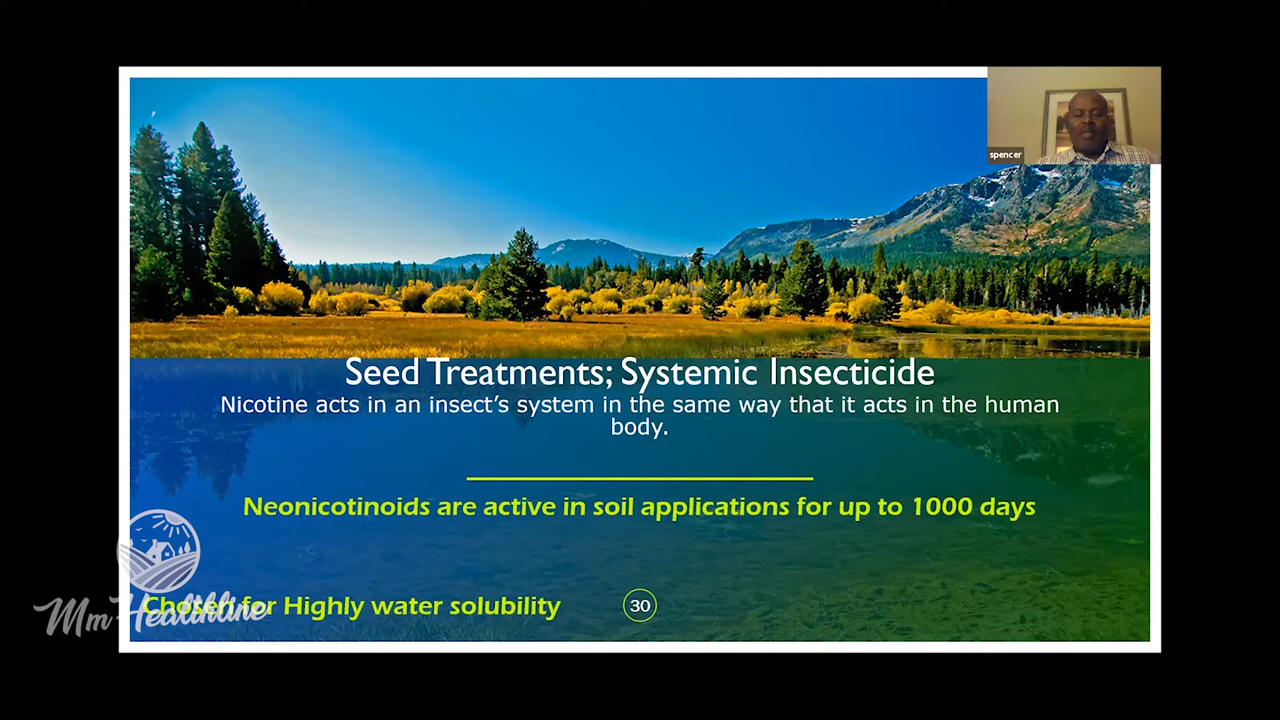 spencer
Seed Treatments; Systemic Insecticide
Nicotine acts in an insect's system in the same way that it acts in the human
body.
Neonicotinoids are active in soil applications for up to 1000 days
Chosen for Highly water solubility
30
Mm Healthline